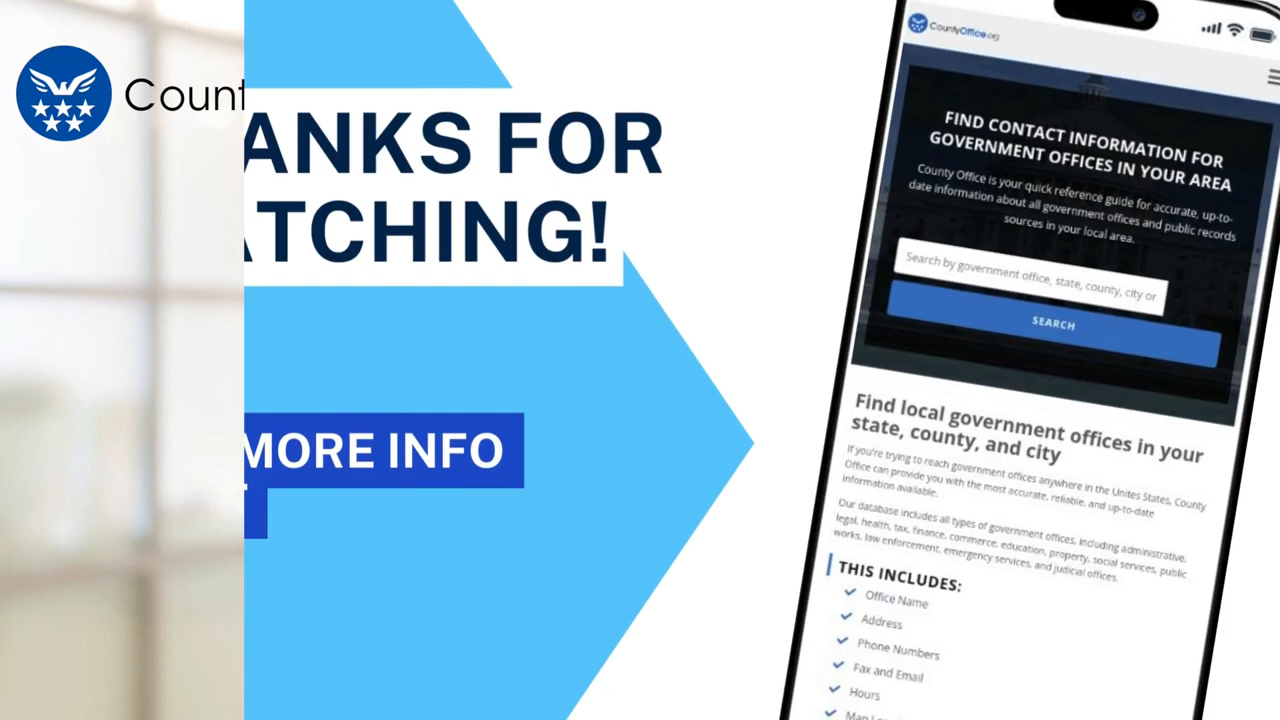 Count
ANKS FOR
ATCHING!
MORE INFO
CountyOffice.org
FIND CONTACT INFORMATION FOR
GOVERNMENT OFFICES IN YOUR AREA
County Office is your quick reference guide for accurate, up-to-
date information about all government offices and public records
sources in your local area.
Search by government office, state, county, city or
SEARCH
Find local government offices in your
state, county, and city
If you're trying to reach government offices anywhere in the Unites States, County
Office can provide you with the most accurate, reliable, and up-to-date
information available.
Our database includes all types of government offices, including administrative,
legal, health, tax, finance, commerce, education, property, social services, public
works, law enforcement, emergency services, and judicial offices.
THIS INCLUDES:
Office Name
Address
Phone Numbers
Fax and Email
Hours
Map